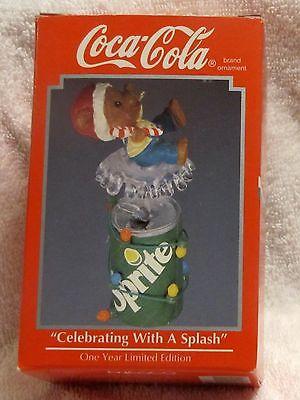 Coca-Cola®
brand
ornament
Sprite
"Celebrating With A Splash"
One Year Limited Edition